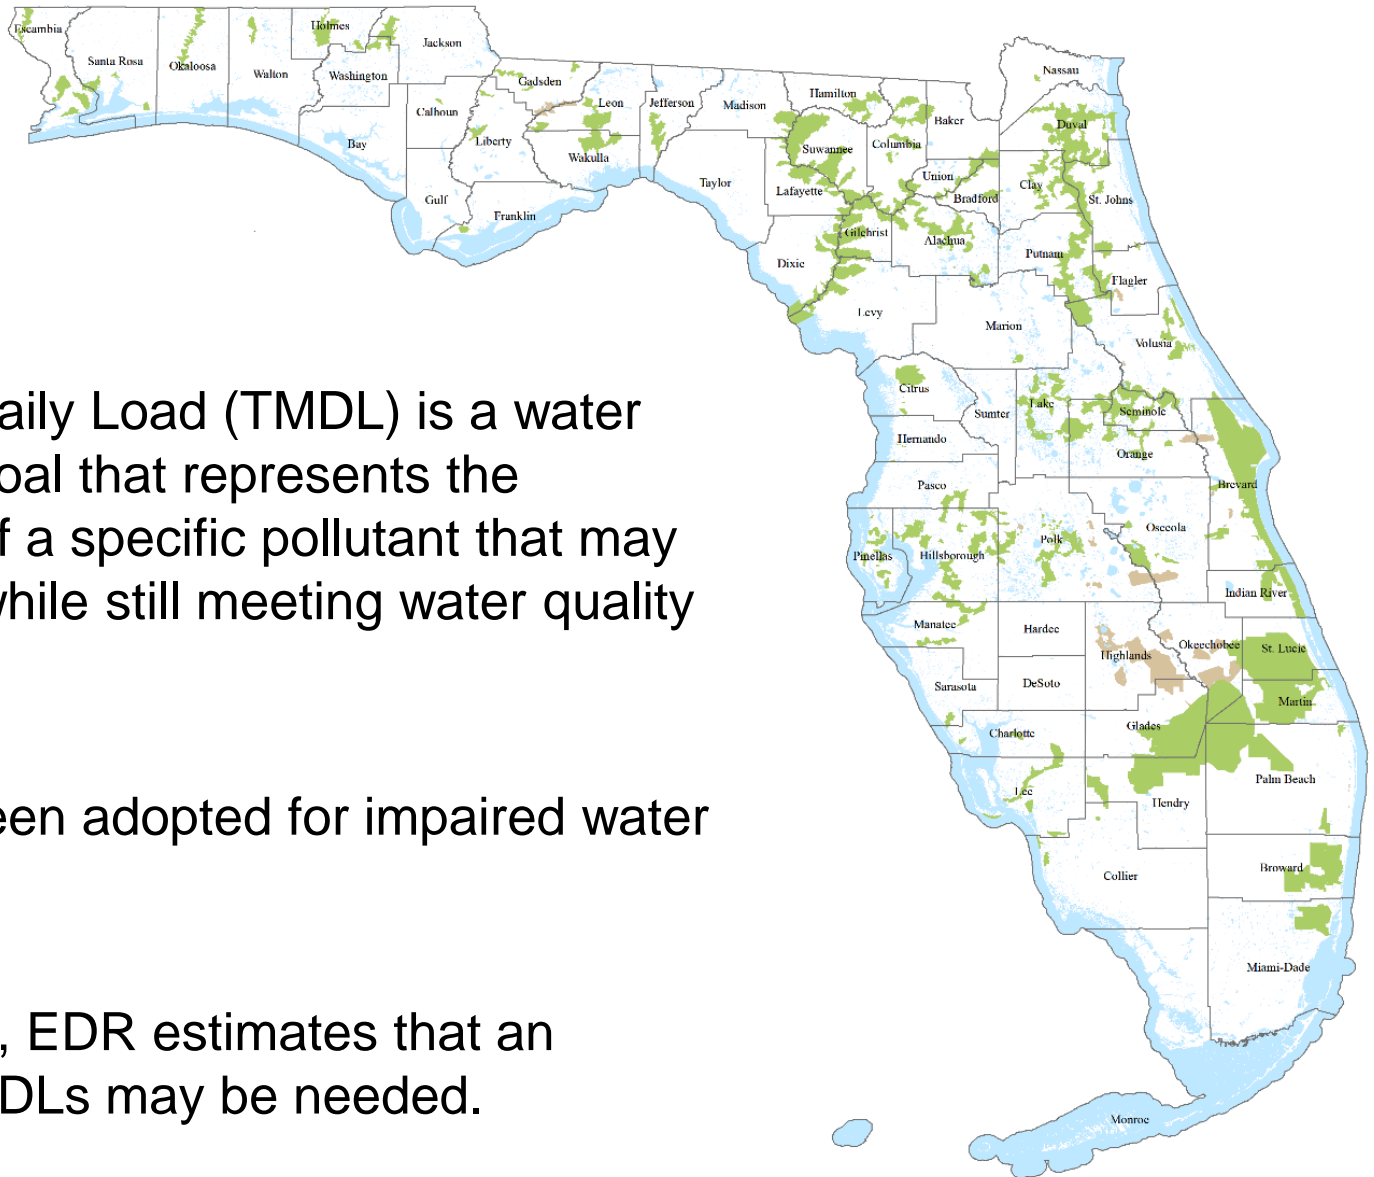 Escambia
Santa Rosa
Okaloosa
Walton
Holmes
Washington
Jackson
Bay
Calhoun
Gulf
Gadsden
Liberty
Franklin
Leon
Wakulla
Jefferson
Madison
Taylor
Hamilton
Suwannee
Lafayette
Columbia
Baker
Nassau
Duval
Union
Bradford
Clay
St. Johns
Gilchrist
Alachua
Putnam
Dixie
Flagler
Levy
Marion
Volusia
Citrus
Sumter
Lake
Seminole
Hernando
Orange
Pasco
Brevard
Osceola
Pinellas
Hillsborough
Polk
Indian River
Manatee
Hardee
Highlands
Okeechobee
St. Lucie
Sarasota
DeSoto
Martin
Charlotte
Glades
Lee
Hendry
Palm Beach
Collier
Broward
Miami-Dade
Monroe
aily Load (TMDL) is a water
oal that represents the
f a specific pollutant that may
while still meeting water quality
een adopted for impaired water
, EDR estimates that an
DLs may be needed.